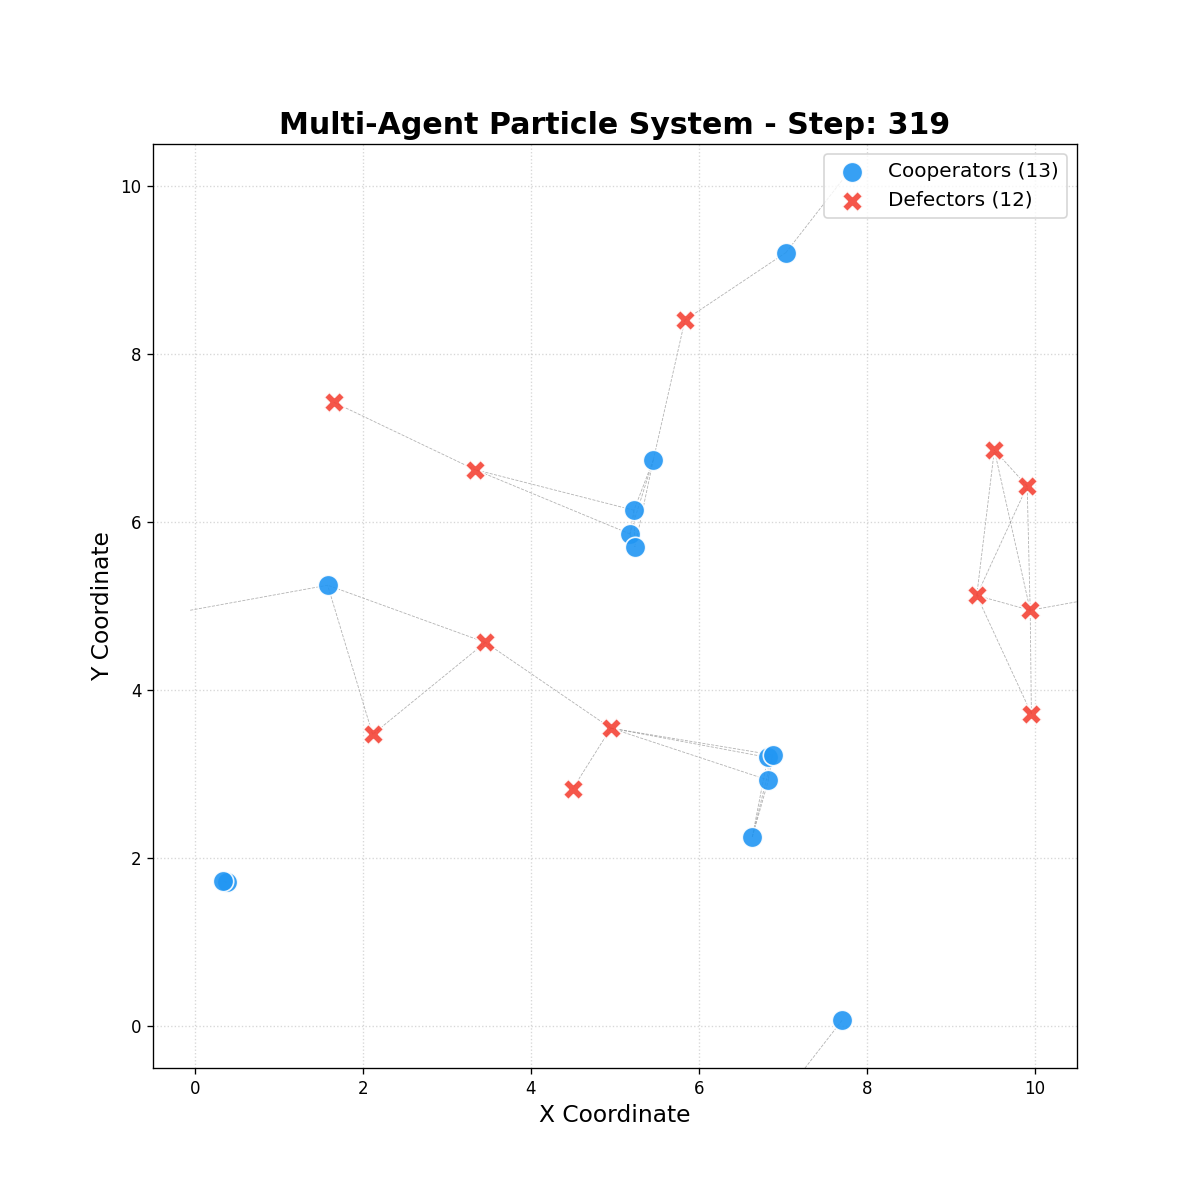 Multi-Agent Particle System - Step: 319
Cooperators (13)
Defectors (12)
10
8
6
4
2
0
Y Coordinate
0 2 4 6 8 10
X Coordinate